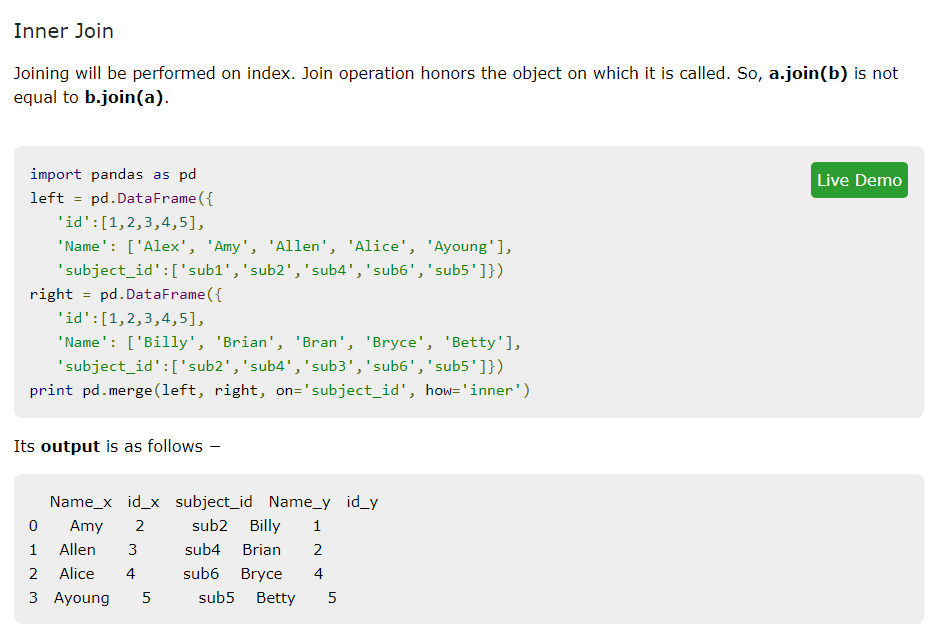 Inner Join
Joining will be performed on index. Join operation honors the object on which it is called. So, a.join(b) is not
equal to b.join(a).
Live Demo
import pandas as pd
left = pd.DataFrame({
   'id':[1,2,3,4,5],
   'Name': ['Alex', 'Amy', 'Allen', 'Alice', 'Ayoung'],
   'subject_id':['sub1','sub2','sub4','sub6','sub5']})
right = pd.DataFrame({
   'id':[1,2,3,4,5],
   'Name': ['Billy', 'Brian', 'Bran', 'Bryce', 'Betty'],
   'subject_id':['sub2','sub4','sub3','sub6','sub5']})
print pd.merge(left, right, on='subject_id', how='inner')
Its output is as follows −
Name_x id_x subject_id Name_y id_y
0 Amy 2 sub2 Billy 1
1 Allen 3 sub4 Brian 2
2 Alice 4 sub6 Bryce 4
3 Ayoung 5 sub5 Betty 5